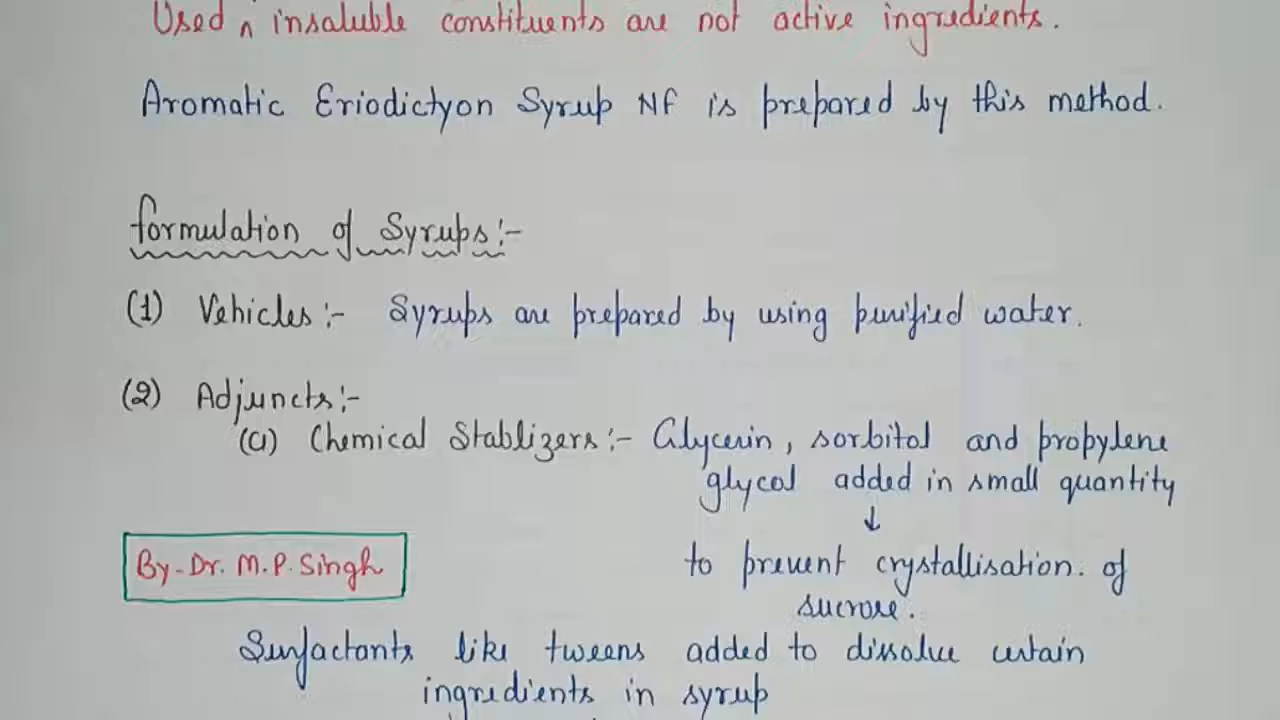 Used n insaluble constituents are not active ingredients.
Aromatic Eriodictyon Syrup NF is prepared by this method.
formulation of Syrups:-
(1) Vehicles:- Syrups are prepared by using purified water.
(2) Adjuncts:-
(a) Chemical Stablizers:- Glycerin, sorbitol and propylene
glycol added in small quantity
↓
to prevent crystallisation. of
sucrose.
By-Dr. M.P. Singh
Surfactants like tweens added to dissolve certain
ingredients in syrup